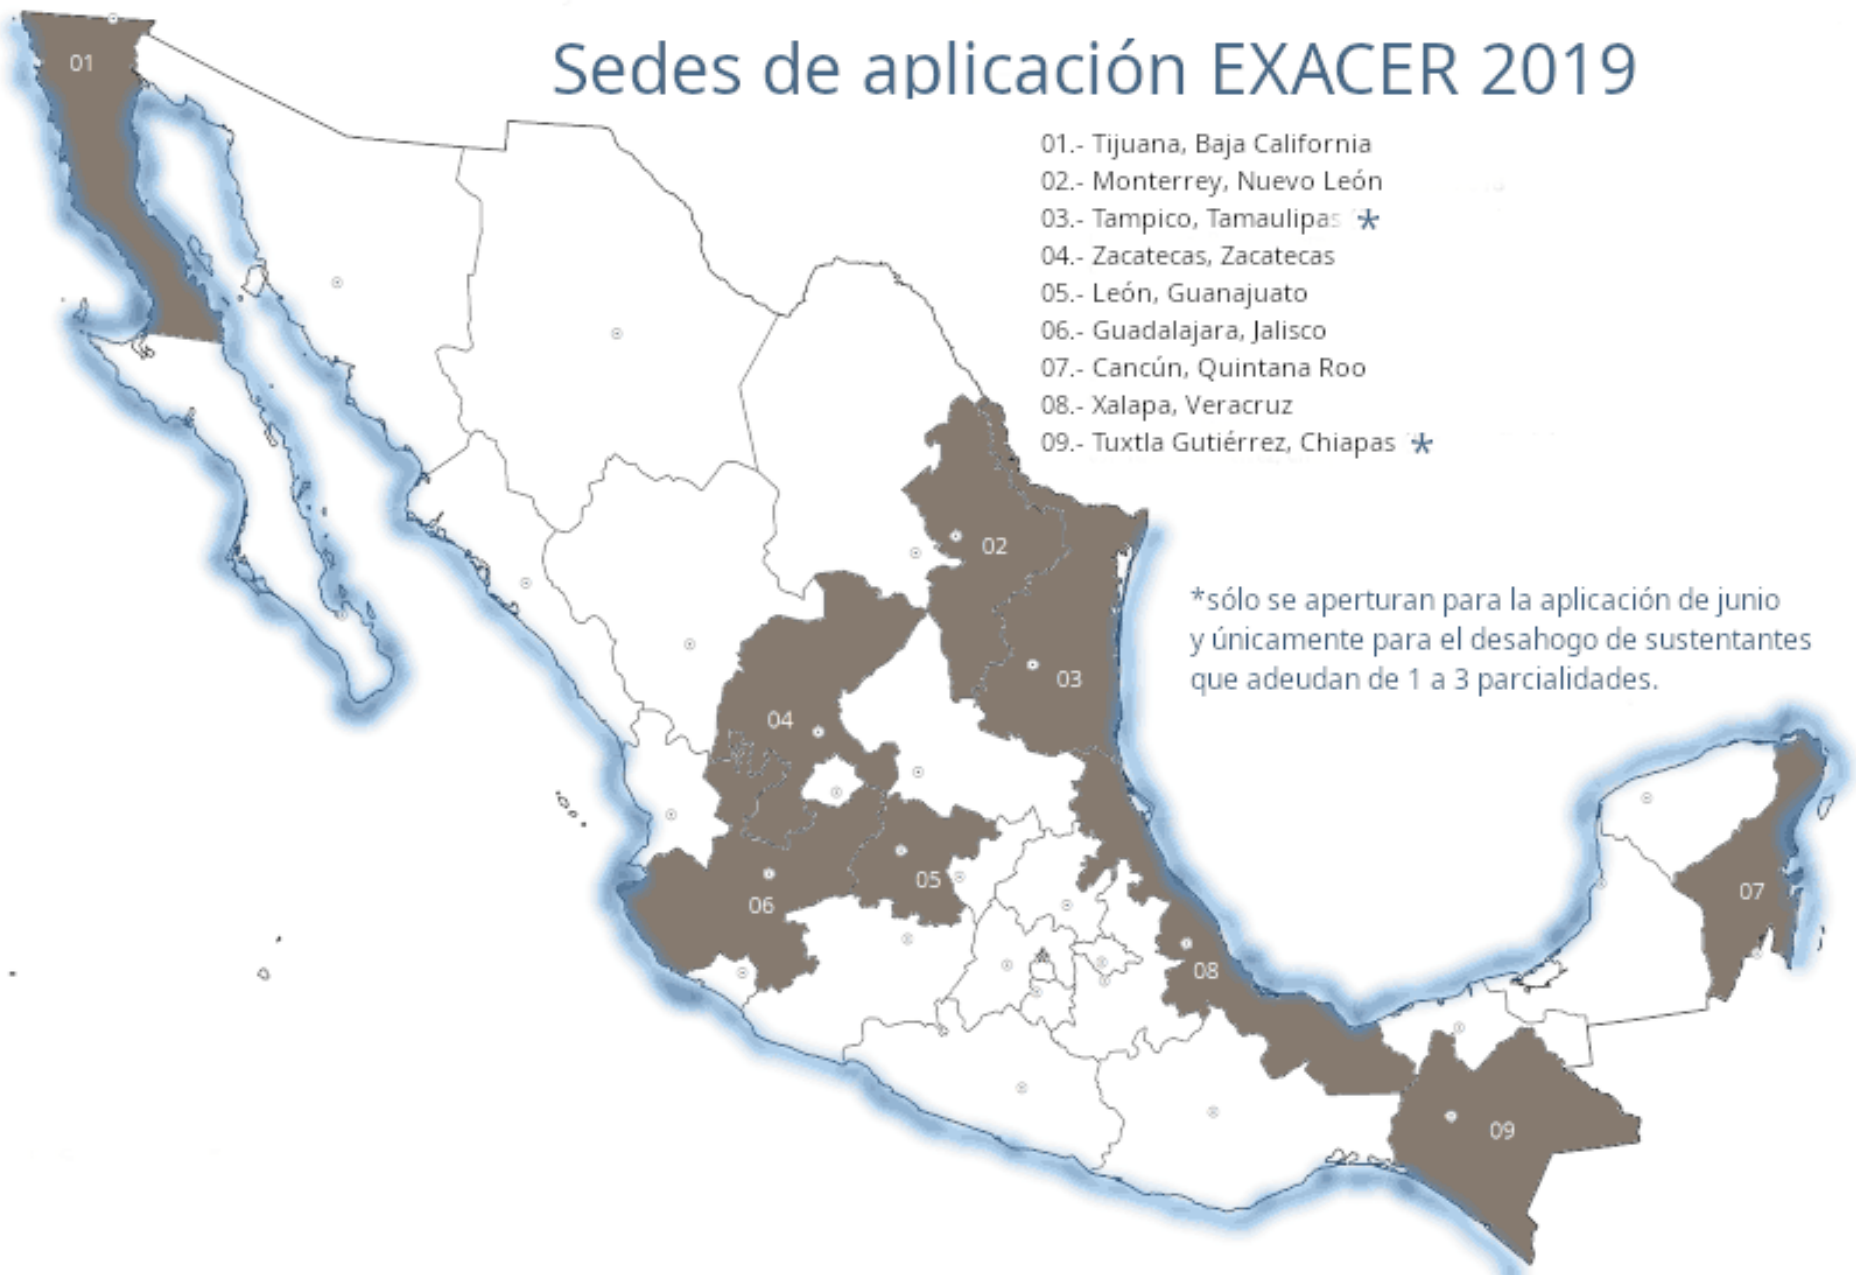 Sedes de aplicación EXACER 2019
01.- Tijuana, Baja California
02.- Monterrey, Nuevo León
03.- Tampico, Tamaulipas *
04.- Zacatecas, Zacatecas
05.- León, Guanajuato
06.- Guadalajara, Jalisco
07.- Cancún, Quintana Roo
08.- Xalapa, Veracruz
09.- Tuxtla Gutiérrez, Chiapas *
*sólo se aperturan para la aplicación de junio
y únicamente para el desahogo de sustentantes
que adeudan de 1 a 3 parcialidades.
01
02
03
04
05
06
07
08
09